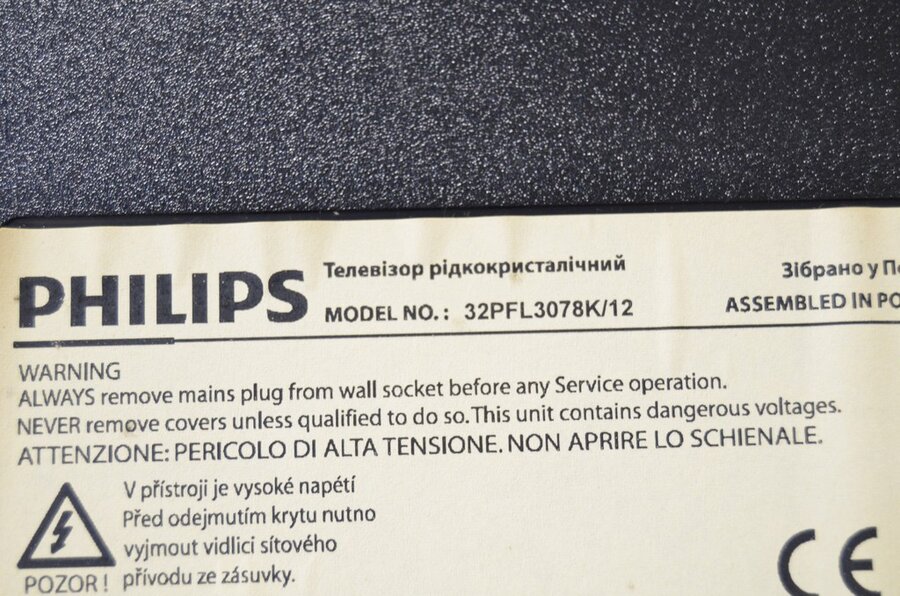 PHILIPS
Телевізор рідкокристалічний
MODEL NO. : 32PFL3078K/12
Зібрано у
ASSEMBLED IN
WARNING
ALWAYS remove mains plug from wall socket before any Service operation.
NEVER remove covers unless qualified to do so. This unit contains dangerous voltages.
ATTENZIONE: PERICOLO DI ALTA TENSIONE. NON APRIRE LO SCHIENALE.
V přístroji je vysoké napětí
Před odejmutím krytu nutno
vyjmout vidlici síťového
přívodu ze zásuvky.
POZOR !
CE